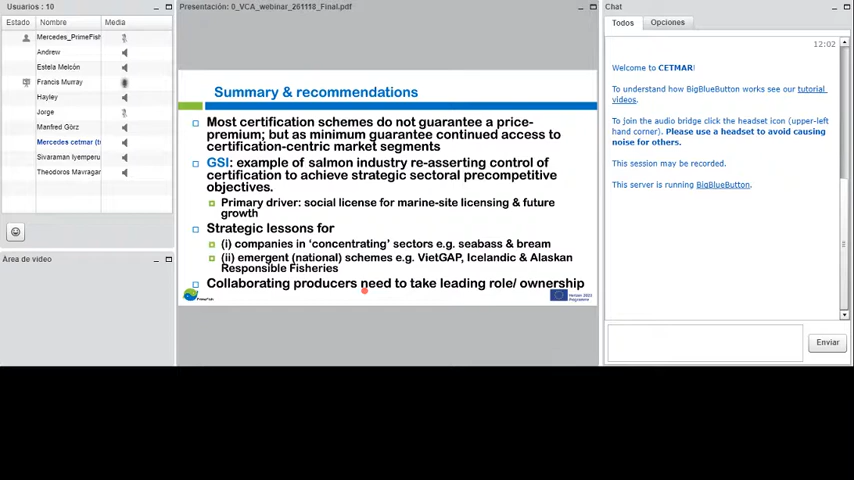 Usuarios : 10
Estado Nombre Media
Mercedes_PrimeFish
Andrew
Estela Melcón
Francis Murray
Hayley
Jorge
Manfred Görz
Mercedes cetmar (t
Sivaraman Iyemperu
Theodoros Mavragar
Área de video
Presentación: 0_VCA_webinar_261118_Final.pdf
Summary & recommendations
Most certification schemes do not guarantee a price-
premium; but as minimum guarantee continued access to
certification-centric market segments
GSI: example of salmon industry re-asserting control of
certification to achieve strategic sectoral precompetitive
objectives.
Primary driver: social license for marine-site licensing & future
growth
Strategic lessons for
(i) companies in ‘concentrating’ sectors e.g. seabass & bream
(ii) emergent (national) schemes e.g. VietGAP, Icelandic & Alaskan
Responsible Fisheries
Collaborating producers need to take leading role/ ownership
PrimeFish
Chat
Todos Opciones
12:02
Welcome to CETMAR!
To understand how BigBlueButton works see our tutorial
videos.
To join the audio bridge click the headset icon (upper-left
hand corner). Please use a headset to avoid causing
noise for others.
This session may be recorded.
This server is running BigBlueButton.
Enviar